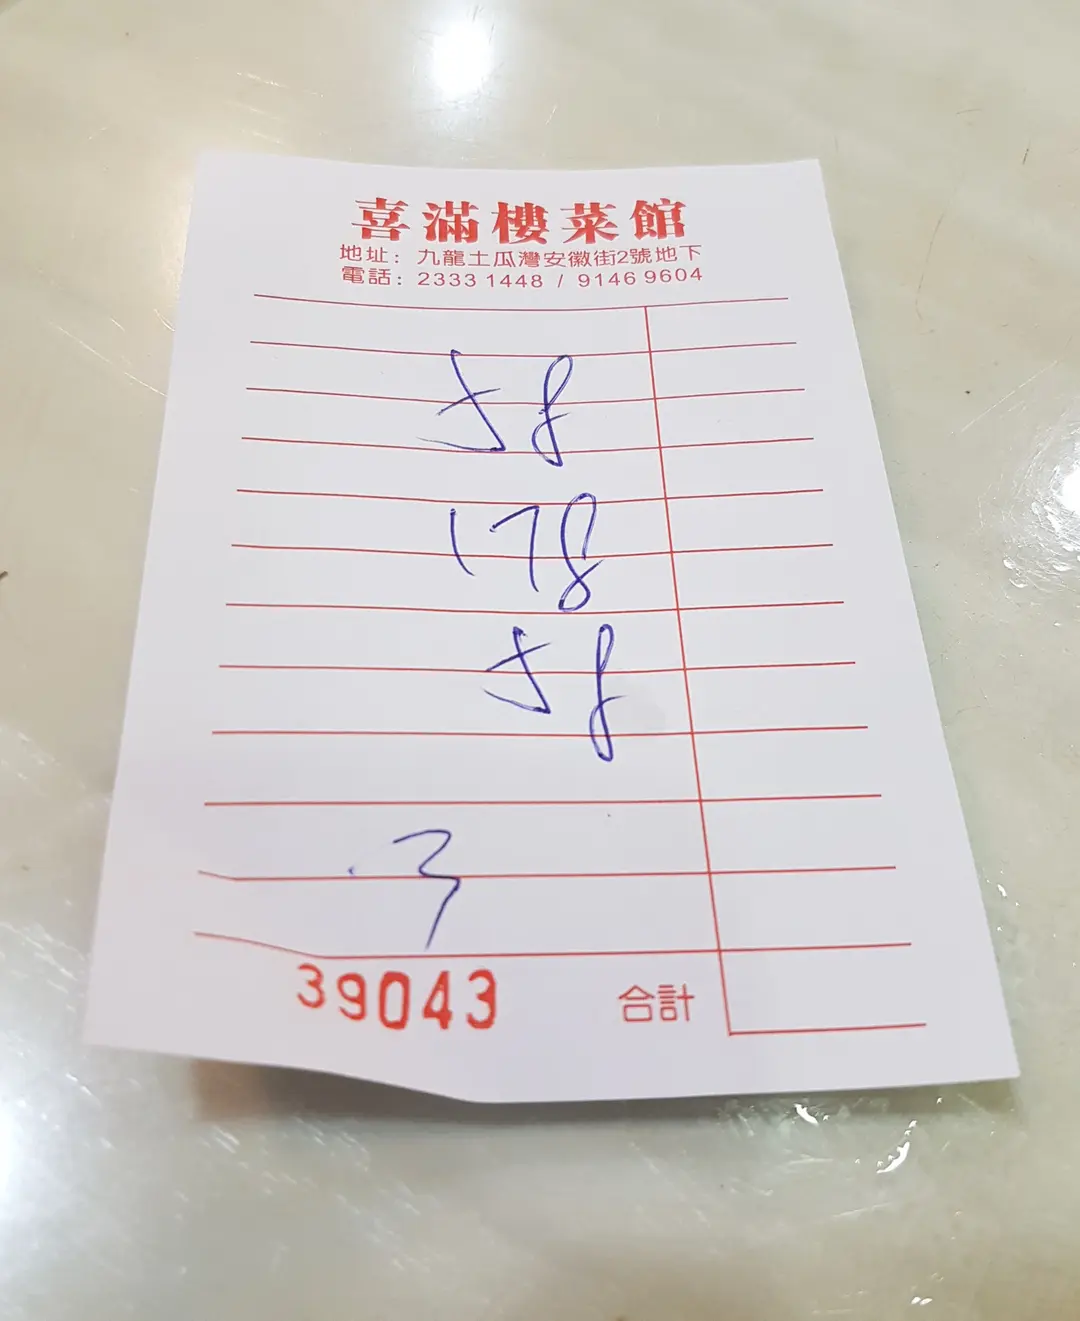 喜滿樓菜館
地址：九龍土瓜灣安徽街2號地下
電話：2333 1448 / 9146 9604
58
178
58
3
39043 合計